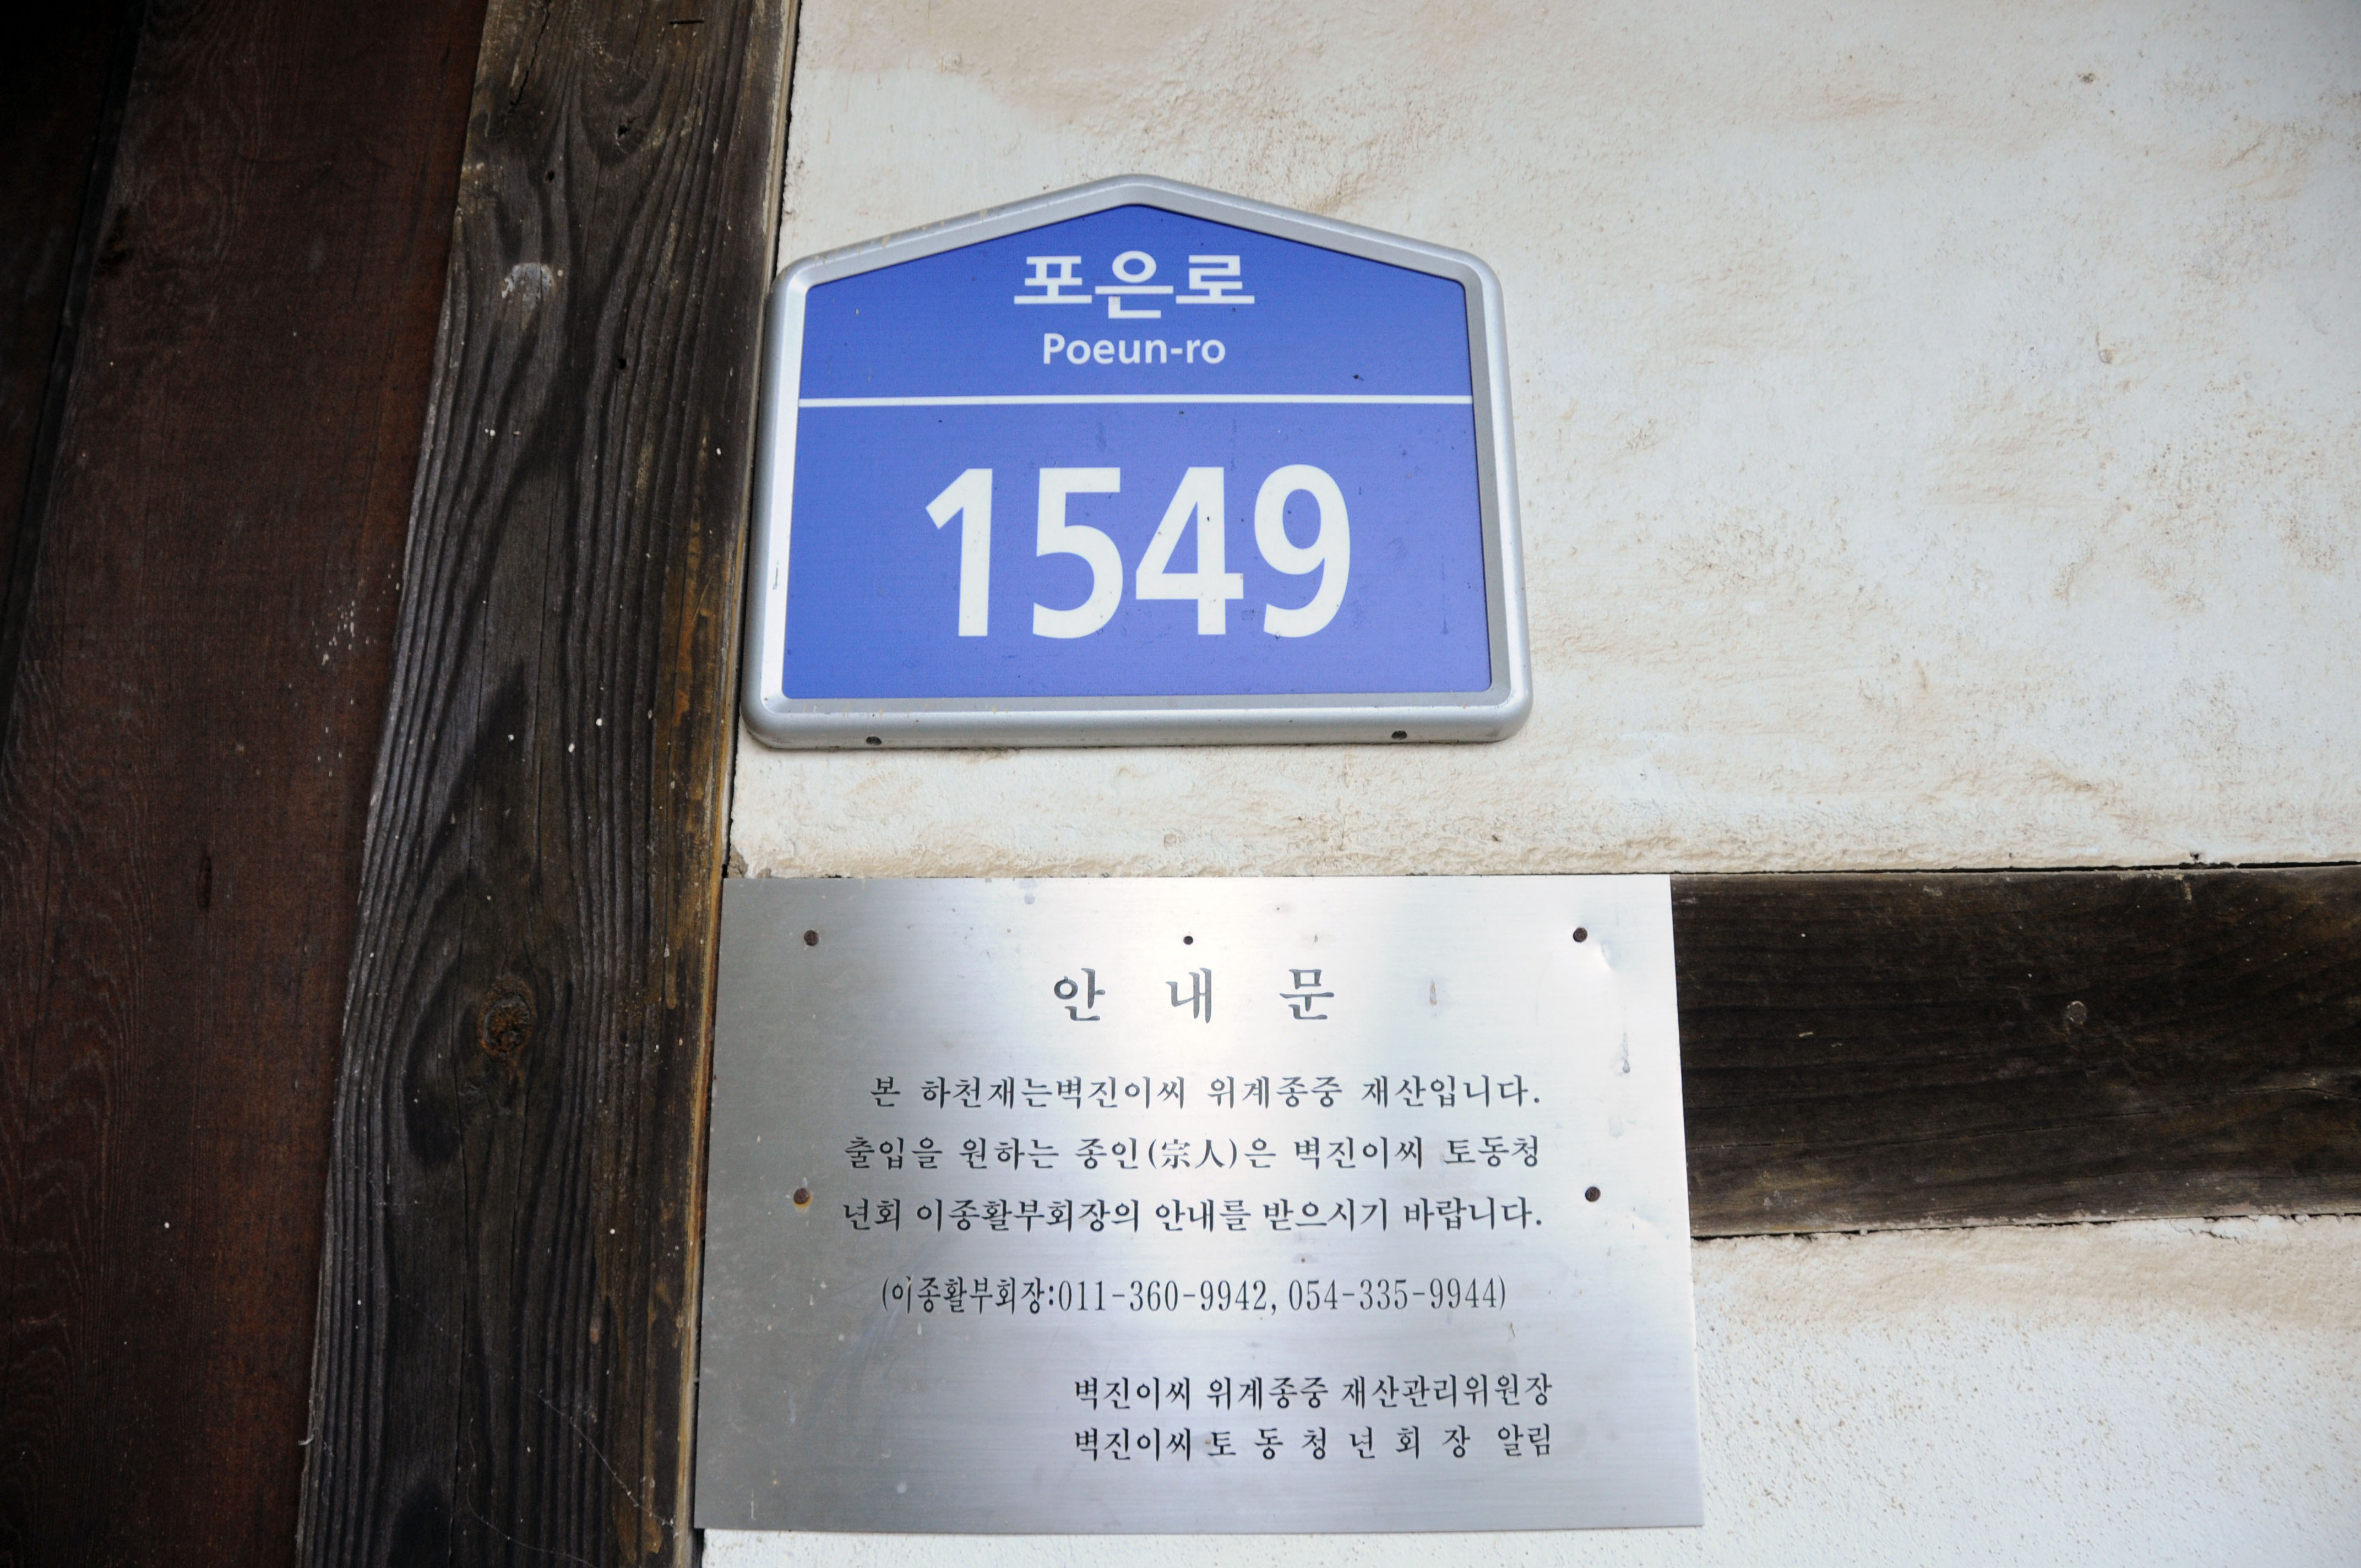 포은로
Poeun-ro
1549
안 내 문
본 하천재는벽진이씨 위계종중 재산입니다.
출입을 원하는 종인(宗人)은 벽진이씨 토동청
년회 이종활부회장의 안내를 받으시기 바랍니다.
(이종활부회장:011-360-9942, 054-335-9944)
벽진이씨 위계종중 재산관리위원장
벽진이씨 토 동 청 년 회 장 알림